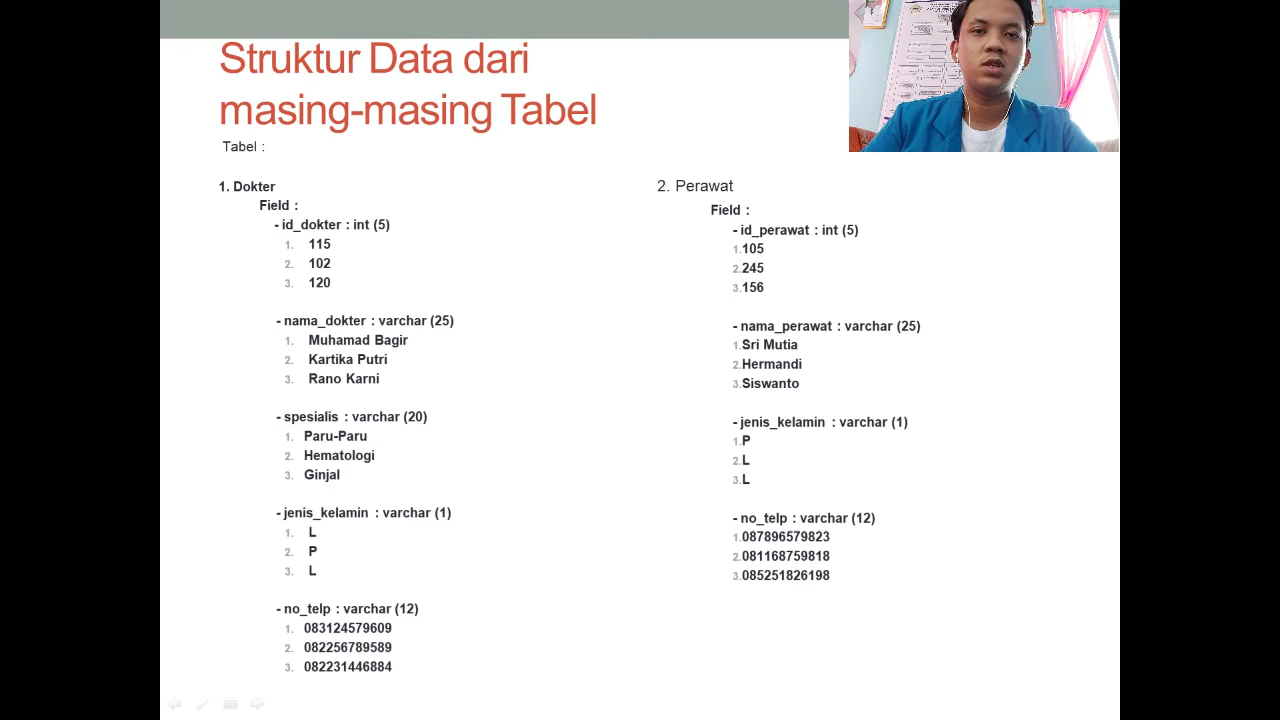 Struktur Data dari
masing-masing Tabel
Tabel :
1. Dokter
Field :
- id_dokter : int (5)
1. 115
2. 102
3. 120
- nama_dokter : varchar (25)
1. Muhamad Bagir
2. Kartika Putri
3. Rano Karni
- spesialis : varchar (20)
1. Paru-Paru
2. Hematologi
3. Ginjal
- jenis_kelamin : varchar (1)
1. L
2. P
3. L
- no_telp : varchar (12)
1. 083124579609
2. 082256789589
3. 082231446884
2. Perawat
Field :
- id_perawat : int (5)
1.105
2.245
3.156
- nama_perawat : varchar (25)
1.Sri Mutia
2.Hermandi
3.Siswanto
- jenis_kelamin : varchar (1)
1.P
2.L
3.L
- no_telp : varchar (12)
1.087896579823
2.081168759818
3.085251826198